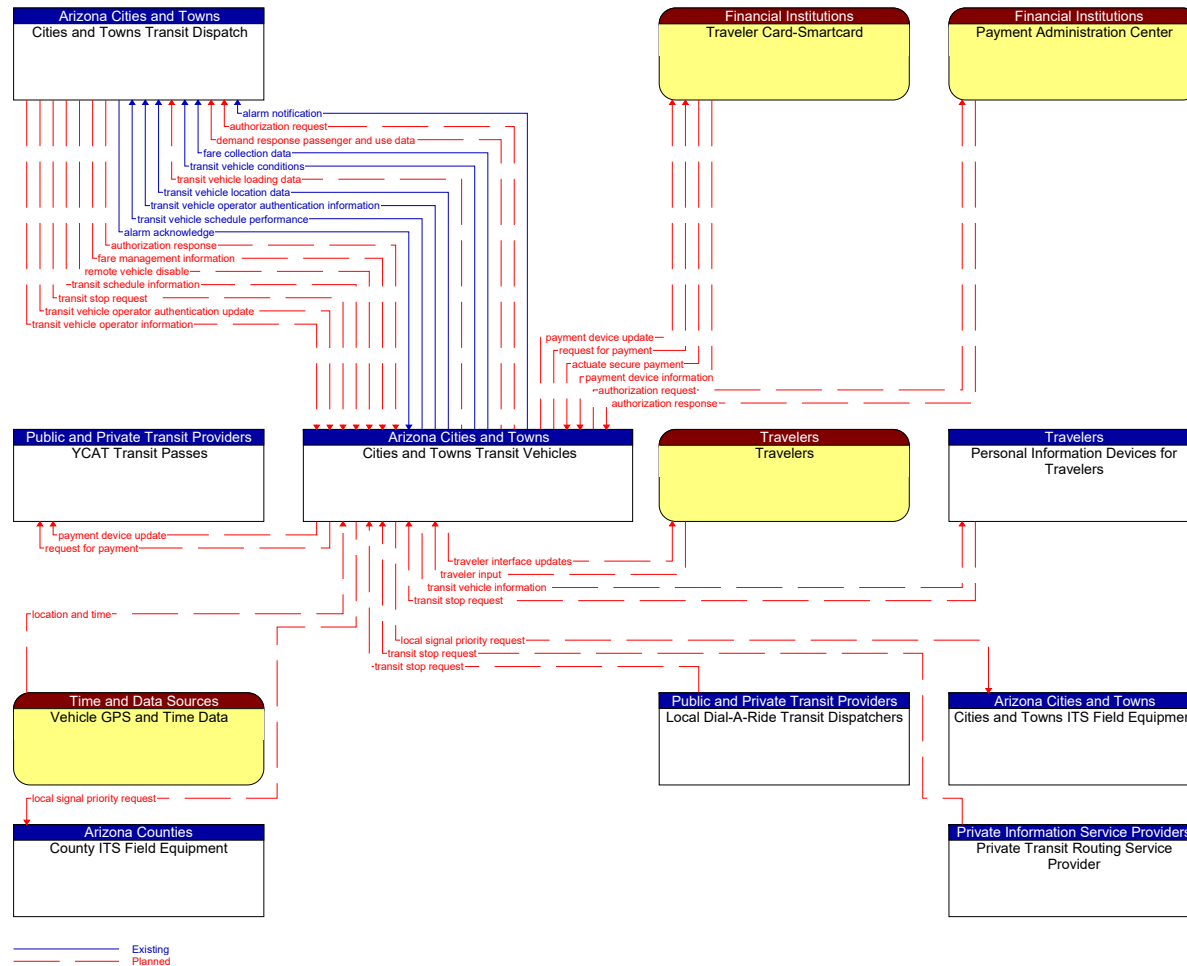 Arizona Cities and Towns
Cities and Towns Transit Dispatch
Financial Institutions
Traveler Card-Smartcard
Financial Institutions
Payment Administration Center
alarm notification
authorization request
demand response passenger and use data
fare collection data
transit vehicle conditions
transit vehicle loading data
transit vehicle location data
transit vehicle operator authentication information
transit vehicle schedule performance
alarm acknowledge
authorization response
fare management information
remote vehicle disable
transit schedule information
transit stop request
transit vehicle operator authentication update
transit vehicle operator information
payment device update
request for payment
actuate secure payment
payment device information
authorization request
authorization response
Public and Private Transit Providers
YCAT Transit Passes
Arizona Cities and Towns
Cities and Towns Transit Vehicles
Travelers
Travelers
Travelers
Personal Information Devices for
Travelers
payment device update
request for payment
traveler interface updates
traveler input
transit vehicle information
transit stop request
location and time
local signal priority request
transit stop request
transit stop request
Time and Data Sources
Vehicle GPS and Time Data
Public and Private Transit Providers
Local Dial-A-Ride Transit Dispatchers
Arizona Cities and Towns
Cities and Towns ITS Field Equipmen
local signal priority request
Arizona Counties
County ITS Field Equipment
Private Information Service Providers
Private Transit Routing Service
Provider
Existing
Planned